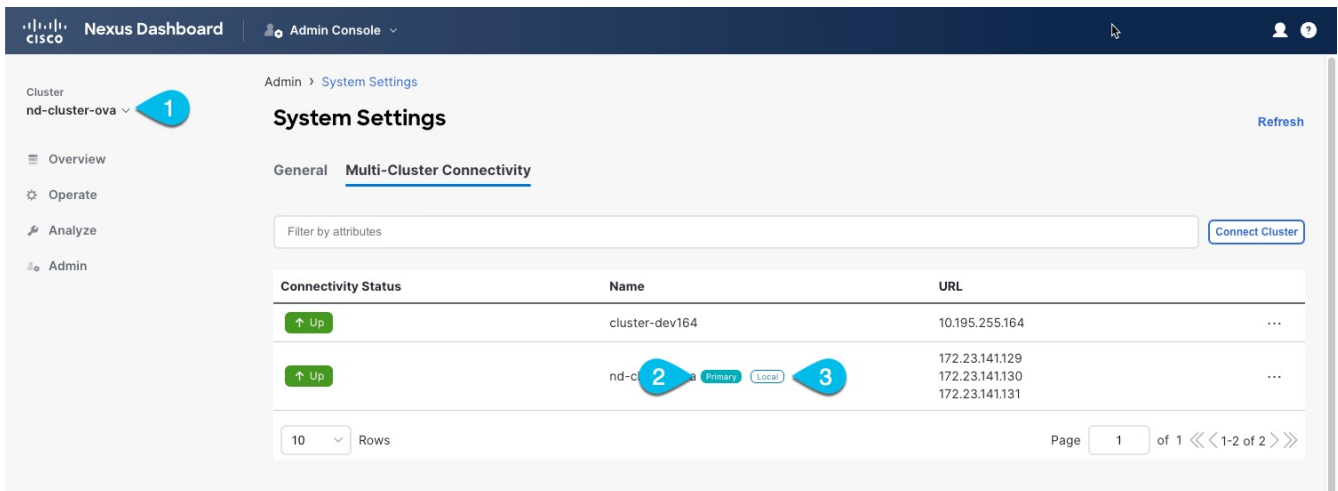 CISCO Nexus Dashboard Admin Console
Cluster
nd-cluster-ova 1
Overview
Operate
Analyze
Admin
Admin › System Settings
System Settings
Refresh
General Multi-Cluster Connectivity
Filter by attributes
Connect Cluster
Connectivity Status Name URL
↑ Up cluster-dev164 10.195.255.164 ...
↑ Up 2 Primary Local 3 172.23.141.129
172.23.141.130 ...
172.23.141.131
10 Rows Page 1 of 1 1-2 of 2